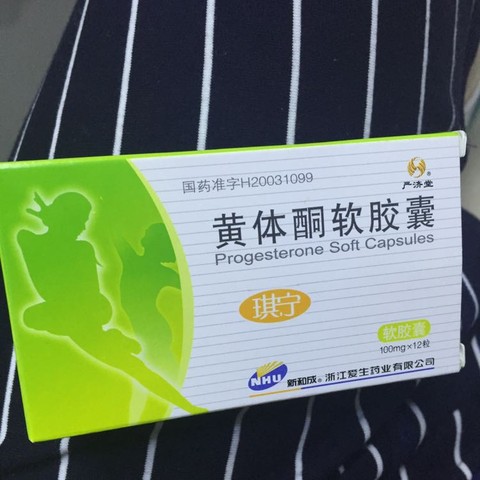 国药准字H20031099
严济堂
黄体酮软胶囊
Progesterone Soft Capsules
琪宁
软胶囊
100mg×12粒
NHU 新和成® 浙江爱生药业有限公司